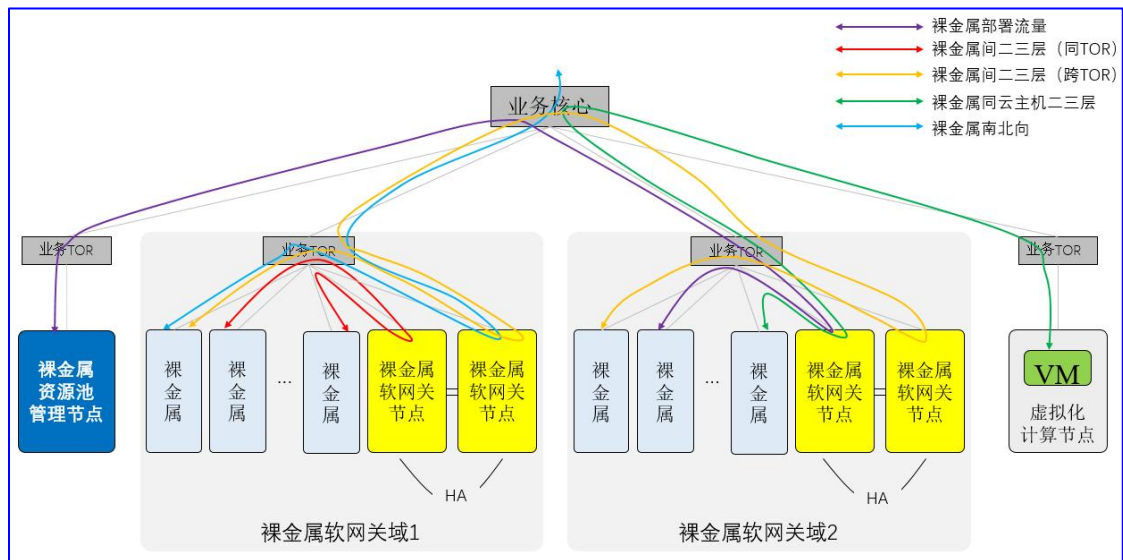 裸金属部署流量
裸金属间二三层（同TOR）
裸金属间二三层（跨TOR）
裸金属同云主机二三层
裸金属南北向
业务核心
业务TOR
业务TOR
业务TOR
业务TOR
裸金属
资源池
管理节点
裸
金
属
裸
金
属
...
裸
金
属
裸金属
软网关
节点
裸金属
软网关
节点
HA
裸金属软网关域1
裸
金
属
裸
金
属
...
裸
金
属
裸金属
软网关
节点
裸金属
软网关
节点
HA
裸金属软网关域2
VM
虚拟化
计算节点